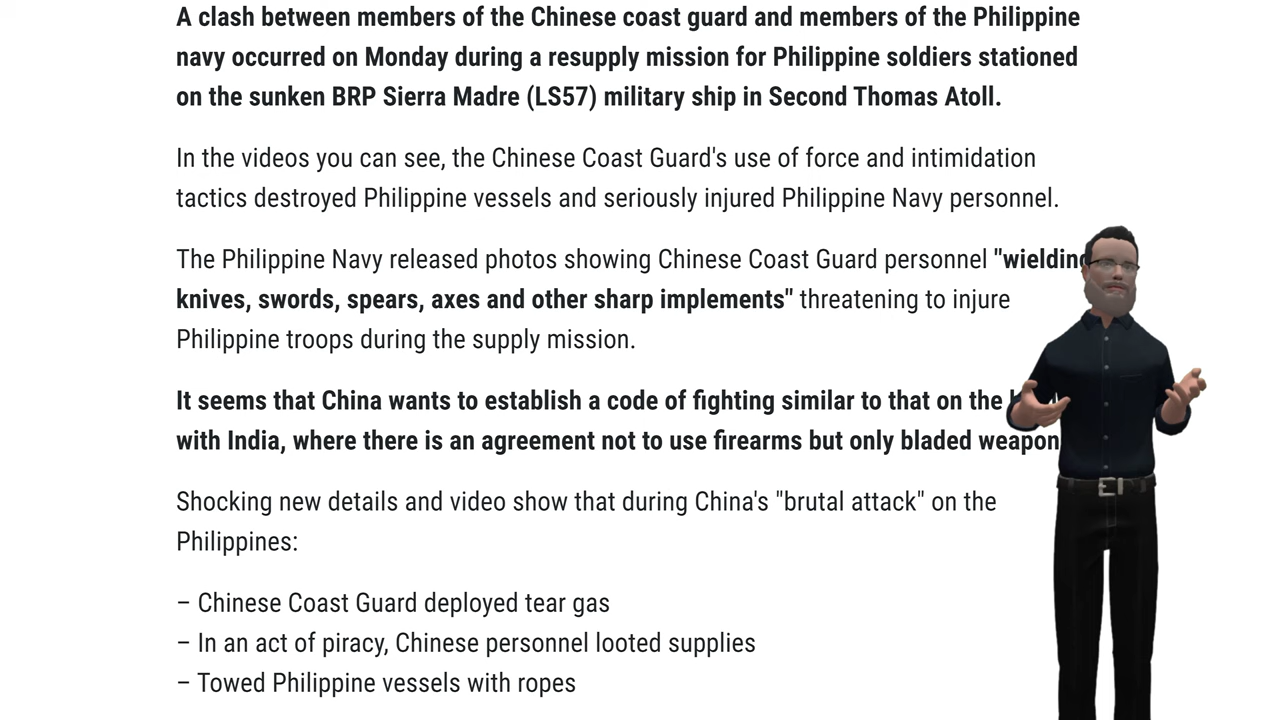 A clash between members of the Chinese coast guard and members of the Philippine
navy occurred on Monday during a resupply mission for Philippine soldiers stationed
on the sunken BRP Sierra Madre (LS57) military ship in Second Thomas Atoll.
In the videos you can see, the Chinese Coast Guard's use of force and intimidation
tactics destroyed Philippine vessels and seriously injured Philippine Navy personnel.
The Philippine Navy released photos showing Chinese Coast Guard personnel "wielding
knives, swords, spears, axes and other sharp implements" threatening to injure
Philippine troops during the supply mission.
It seems that China wants to establish a code of fighting similar to that on the
with India, where there is an agreement not to use firearms but only bladed weapon
Shocking new details and video show that during China's "brutal attack" on the
Philippines:
– Chinese Coast Guard deployed tear gas
– In an act of piracy, Chinese personnel looted supplies
– Towed Philippine vessels with ropes